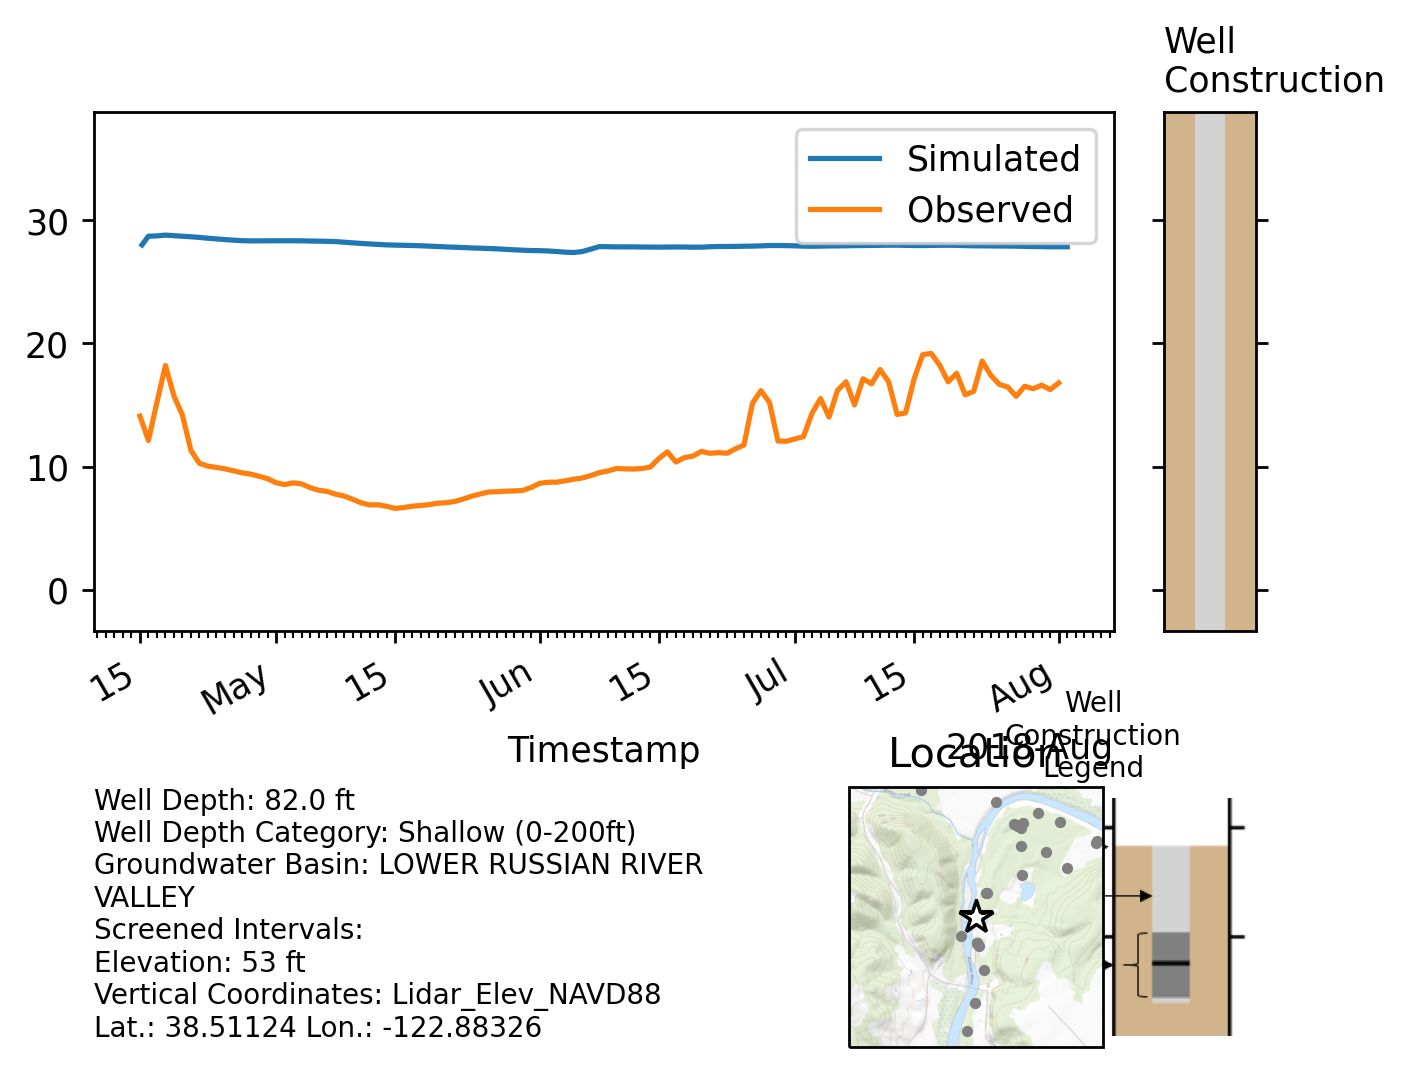 Well
Construction
Simulated
Observed
30
20
10
0
15
May
15
Jun
15
Jul
15
Aug
Timestamp
2018-Aug
Well Depth: 82.0 ft
Well Depth Category: Shallow (0-200ft)
Groundwater Basin: LOWER RUSSIAN RIVER
VALLEY
Screened Intervals:
Elevation: 53 ft
Vertical Coordinates: Lidar_Elev_NAVD88
Lat.: 38.51124 Lon.: -122.88326
Location
Well
Construction
Legend